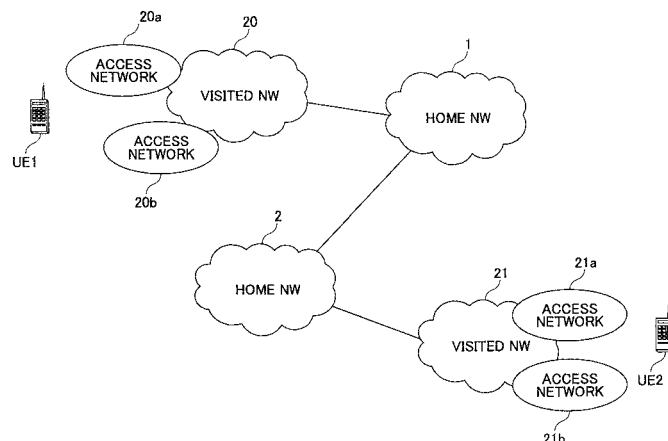 20a
20
1
ACCESS
NETWORK
VISITED NW
HOME NW
UE1
ACCESS
NETWORK
20b
2
HOME NW
21
21a
ACCESS
NETWORK
VISITED NW
UE2
ACCESS
NETWORK
21b